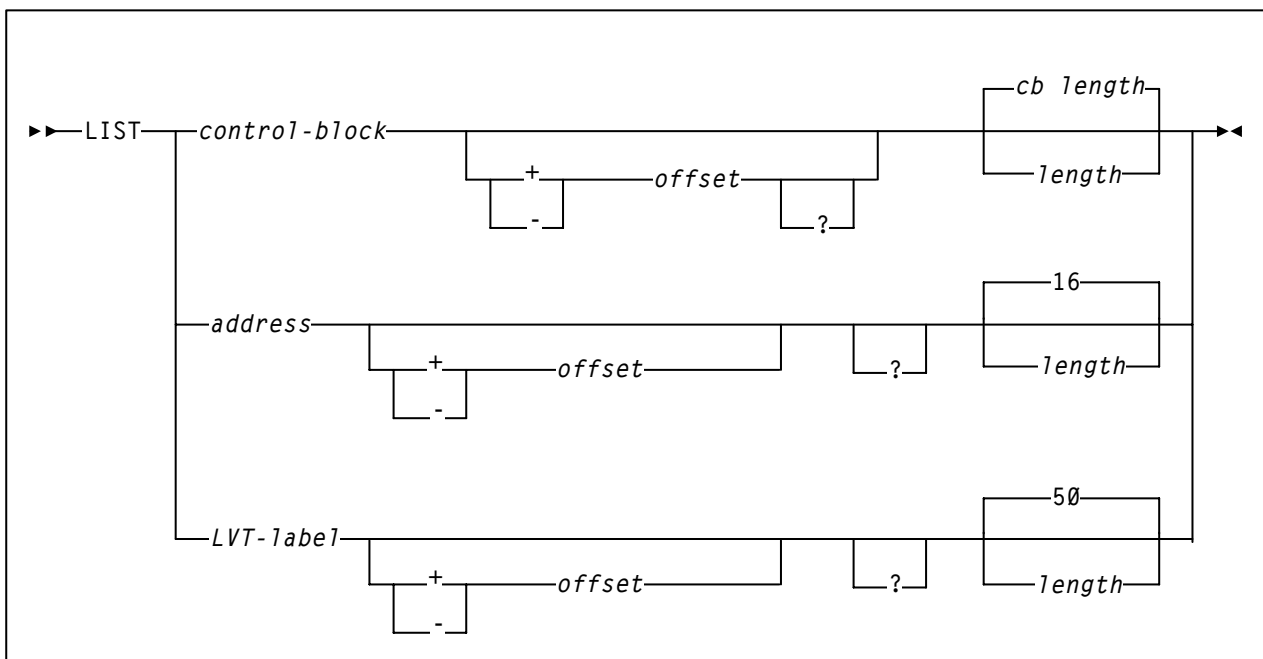 cb length
►►LIST control-block ►◄
+ offset length
- ?
16
address
+ offset ? length
-
5Ø
LVT-label
+ offset ? length
-